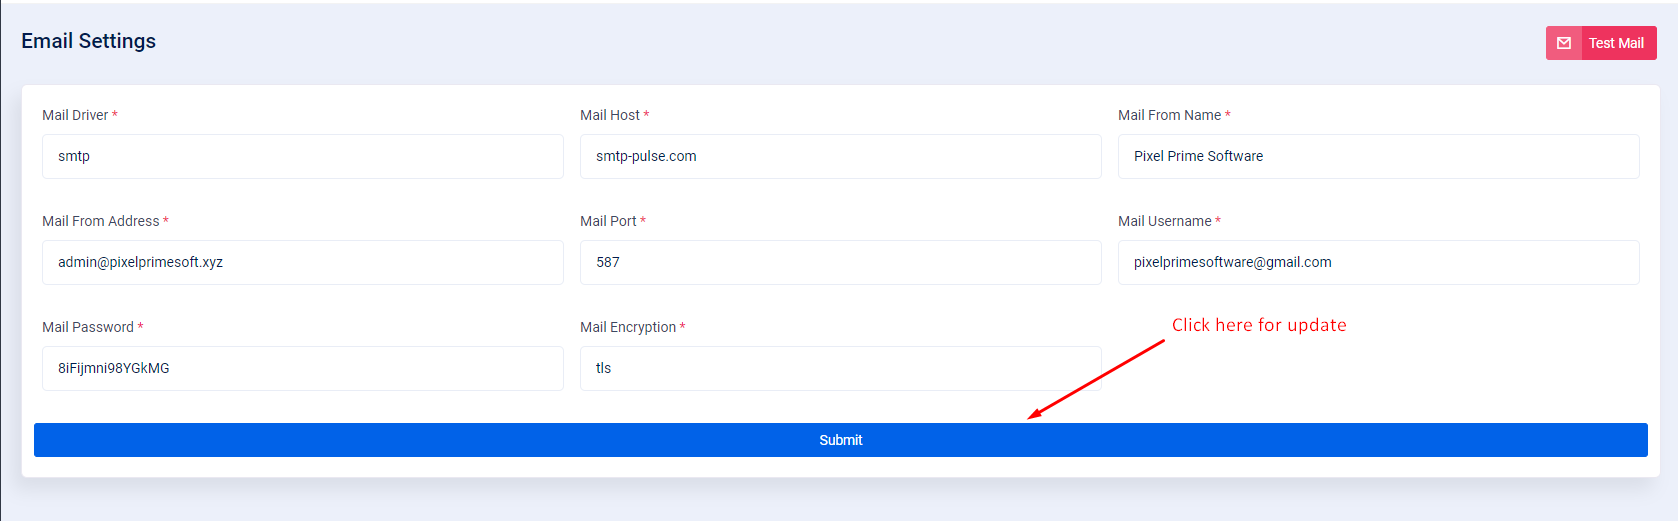 Email Settings
Test Mail
Mail Driver *
Mail Host *
Mail From Name *
smtp
smtp-pulse.com
Pixel Prime Software
Mail From Address *
Mail Port *
Mail Username *
admin@pixelprimesoft.xyz
587
pixelprimesoftware@gmail.com
Mail Password *
Mail Encryption *
Click here for update
8iFijmni98YGkMG
tls
Submit